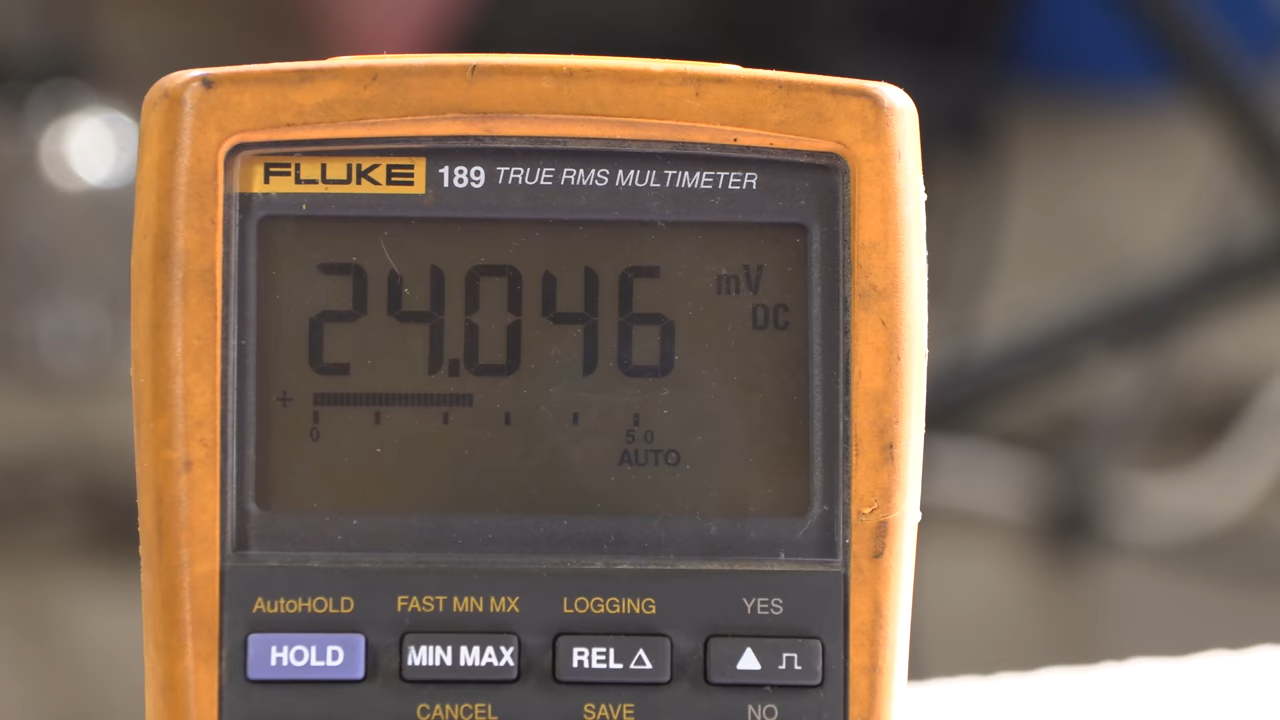 FLUKE 189 TRUE RMS MULTIMETER
24.046 mV DC
+
0 50
AUTO
AutoHOLD FAST MN MX LOGGING YES
HOLD MIN MAX REL △ ▲ ⎍
CANCEL SAVE NO